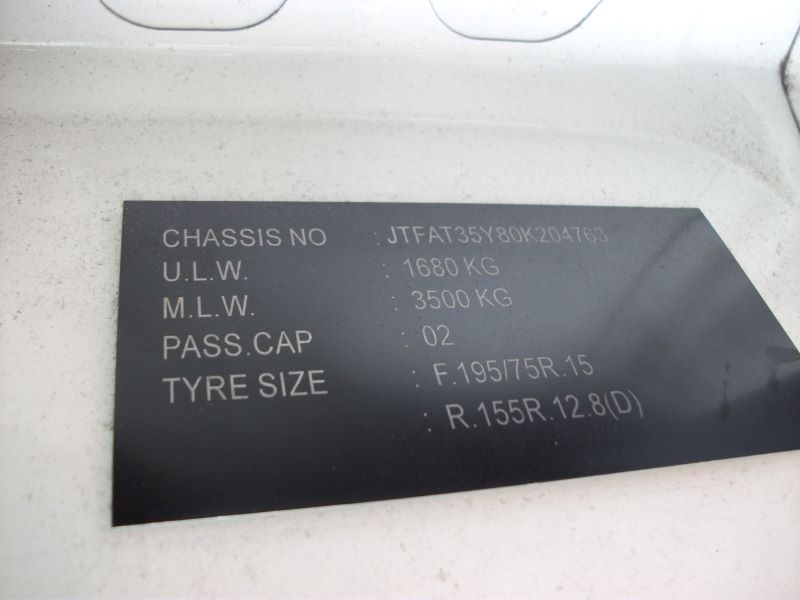 CHASSIS NO : JTFAT35Y80K204763
U.L.W. : 1680 KG
M.L.W. : 3500 KG
PASS.CAP : 02
TYRE SIZE : F.195/75R.15
: R.155R.12.8(D)